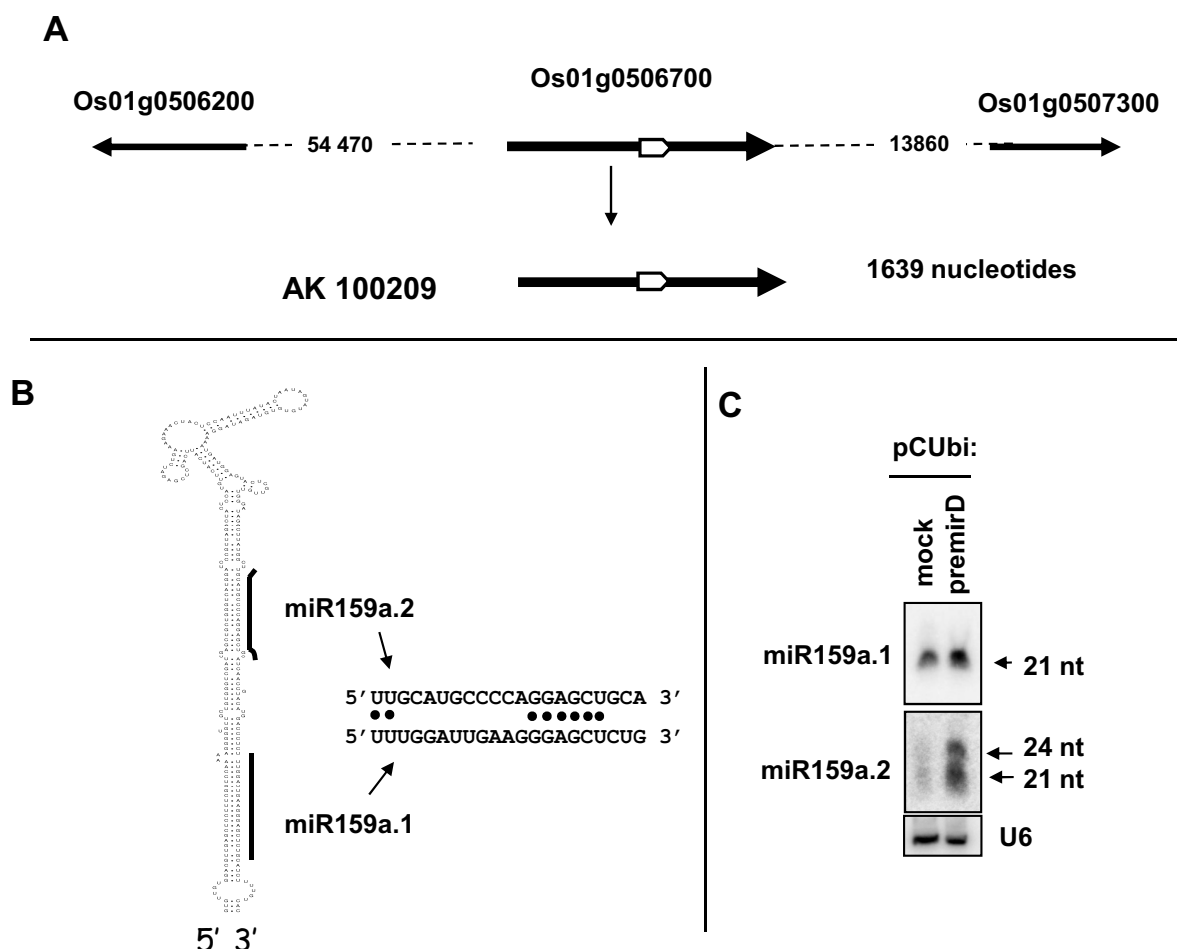 A
Os01g0506700
Os01g0506200
Os01g0507300
54 470
13860
AK 100209
1639 nucleotides
B
miR159a.2
5′ UUGCAUGCCCCAGGAGCUGCA 3′
5′ UUUGGAUUGAAGGGAGCUCUG 3′
miR159a.1
5′ 3′
C
pCUbi:
mock
premirD
miR159a.1
21 nt
24 nt
miR159a.2
21 nt
U6